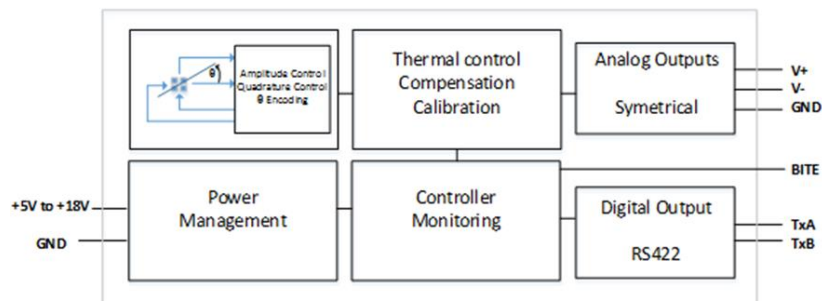 θ
Amplitude Control
Quadrature Control
θ Encoding
Thermal control
Compensation
Calibration
Analog Outputs
Symetrical
V+
V-
GND
BITE
+5V to +18V
GND
Power
Management
Controller
Monitoring
Digital Output
RS422
TxA
TxB